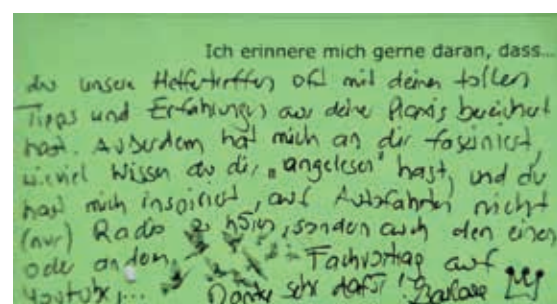 Ich erinnere mich gerne daran, dass...
du unsere Helfertreffen oft mit deinen tollen
Tipps und Erfahrungen aus deine Praxis bereichert
hast. Außerdem hat mich an dir fasziniert,
wieviel Wissen du dir „angelesen" hast, und du
hast mich inspiriert, auf Autofahrten nicht
(nur) Radio zu hören, sondern auch den einen
oder anderen Fachvortrag auf
Youtube,... Danke sehr dafür!